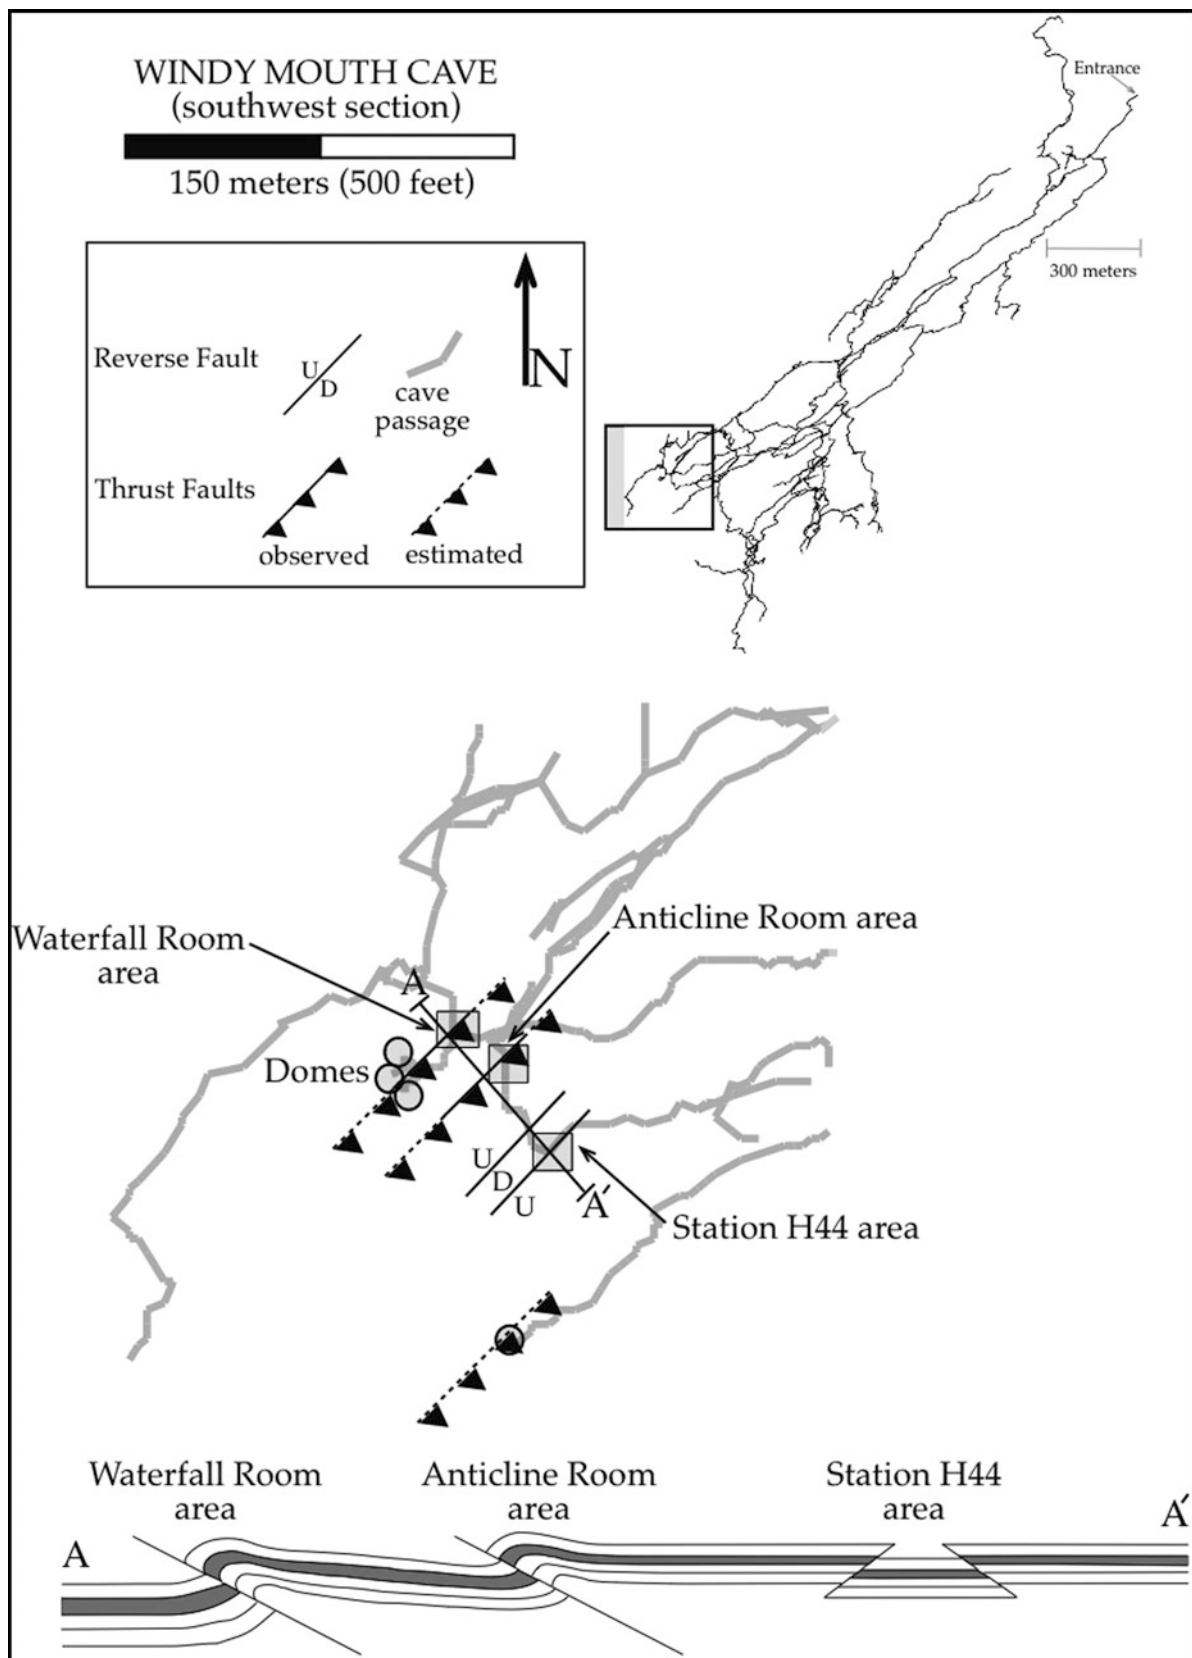 WINDY MOUTH CAVE
(southwest section)
150 meters (500 feet)
Entrance
300 meters
N
Reverse Fault
U
D
cave
passage
Thrust Faults
observed
estimated
Anticline Room area
Waterfall Room
area
A
Domes
U
D
U
A′
Station H44 area
Waterfall Room
area
Anticline Room
area
Station H44
area
A
A′